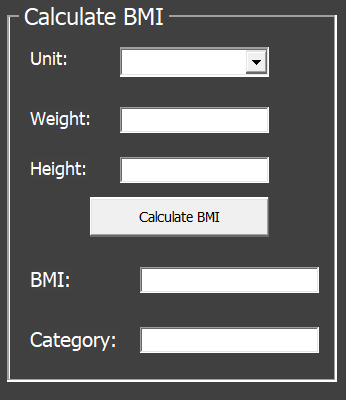 Calculate BMI
Unit:
Weight:
Height:
Calculate BMI
BMI:
Category: